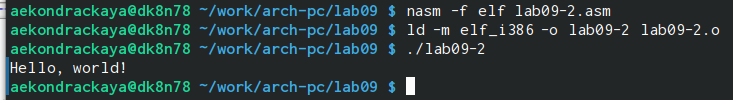 aekondrackaya@dk8n78 ~/work/arch-pc/lab09 $ nasm -f elf lab09-2.asm
aekondrackaya@dk8n78 ~/work/arch-pc/lab09 $ ld -m elf_i386 -o lab09-2 lab09-2.o
aekondrackaya@dk8n78 ~/work/arch-pc/lab09 $ ./lab09-2
Hello, world!
aekondrackaya@dk8n78 ~/work/arch-pc/lab09 $